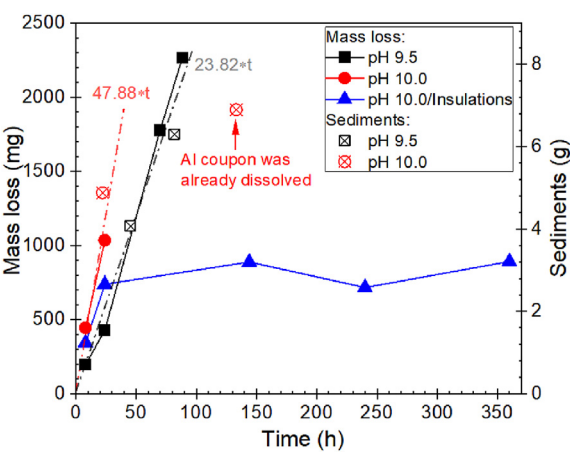 2500
2000
1500
1000
500
0
Mass loss (mg)
0
50
100
150
200
250
300
350
Time (h)
8
6
4
2
0
Sediments (g)
47.88*t
23.82*t
Al coupon was
already dissolved
Mass loss:
pH 9.5
pH 10.0
pH 10.0/Insulations
Sediments:
pH 9.5
pH 10.0